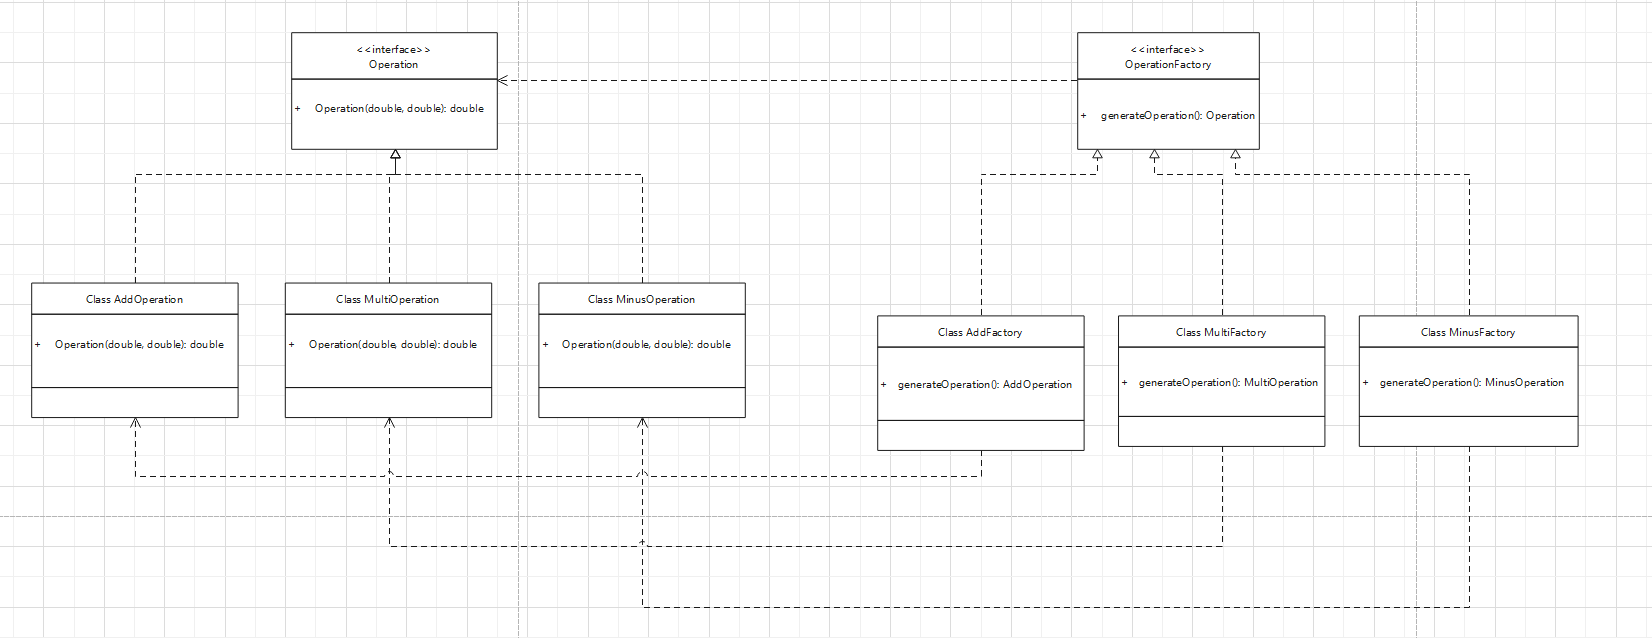 <<interface>>
Operation
+ Operation(double, double): double
<<interface>>
OperationFactory
+ generateOperation(): Operation
Class AddOperation
+ Operation(double, double): double
Class MultiOperation
+ Operation(double, double): double
Class MinusOperation
+ Operation(double, double): double
Class AddFactory
+ generateOperation(): AddOperation
Class MultiFactory
+ generateOperation(): MultiOperation
Class MinusFactory
+ generateOperation(): MinusOperation